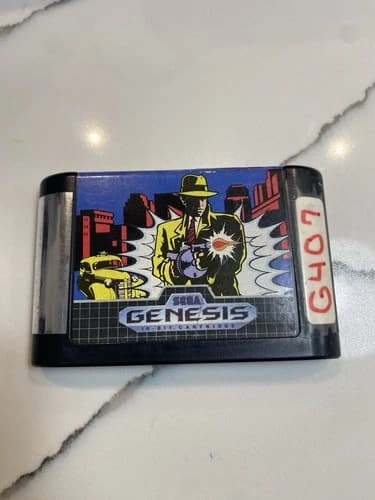 SEGA
GENESIS
16-BIT CARTRIDGE
G407